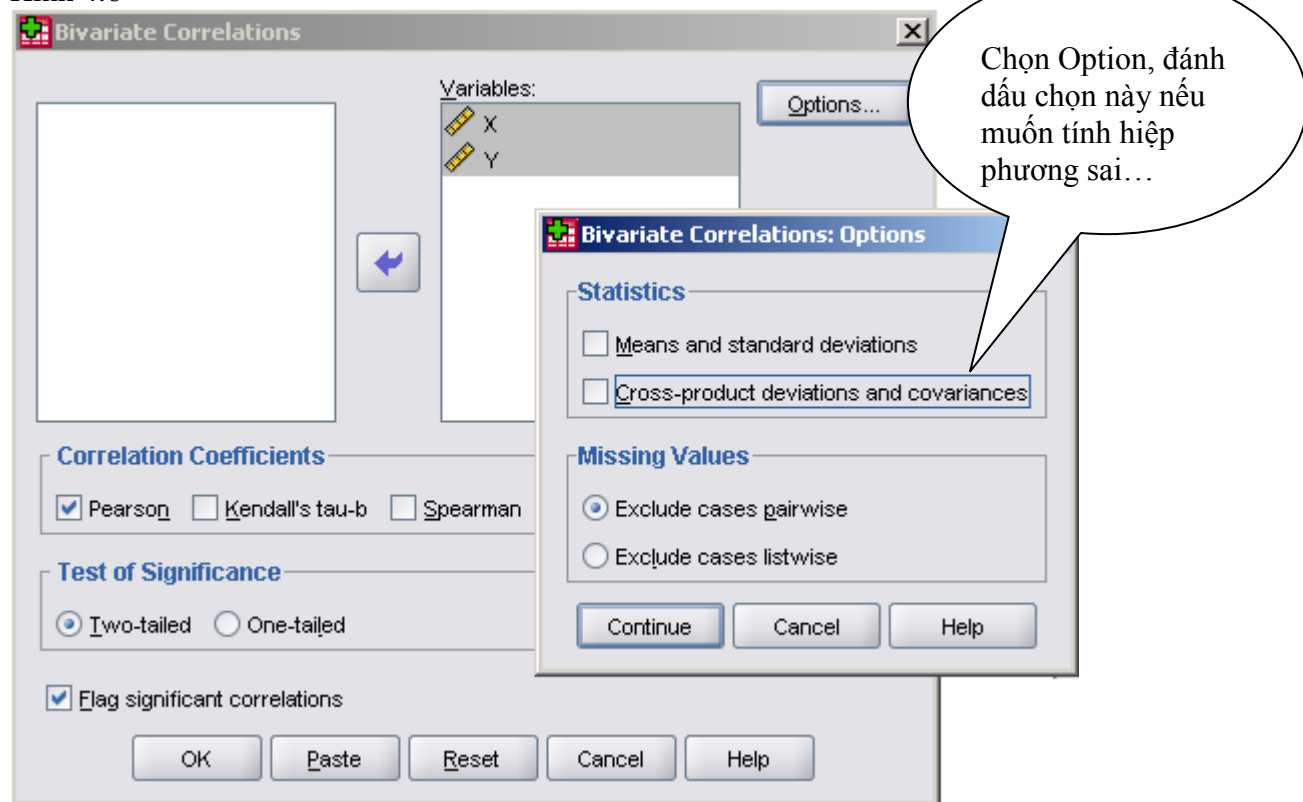 Bivariate Correlations
Variables:
X
Y
Options...
Chọn Option, đánh
dấu chọn này nếu
muốn tính hiệp
phương sai…
Bivariate Correlations: Options
Statistics
Means and standard deviations
Cross-product deviations and covariances
Missing Values
Exclude cases pairwise
Exclude cases listwise
Continue
Cancel
Help
Correlation Coefficients
Pearson
Kendall's tau-b
Spearman
Test of Significance
Two-tailed
One-tailed
Flag significant correlations
OK
Paste
Reset
Cancel
Help